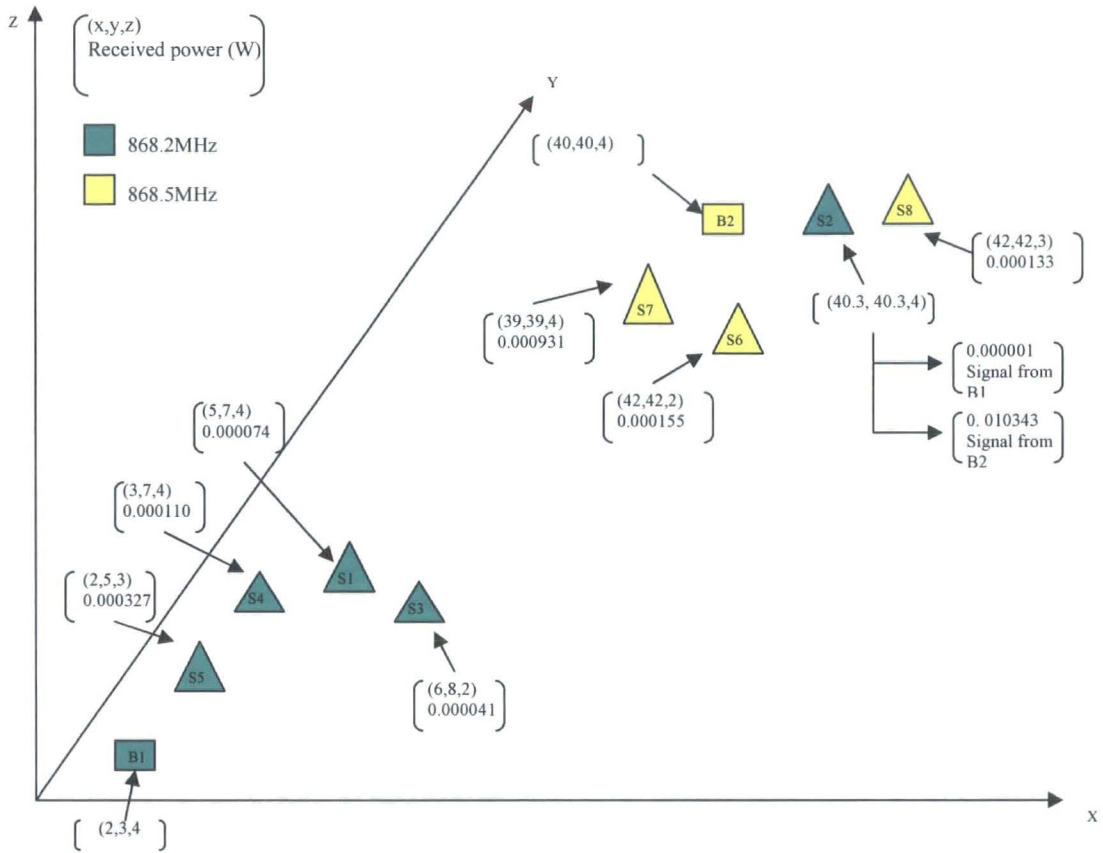 Z
(x,y,z)
Received power (W)
868.2MHz
868.5MHz
Y
(40,40,4)
B2
S2
S8
(42,42,3)
0.000133
(40.3, 40.3,4)
S7
(39,39,4)
0.000931
S6
(42,42,2)
0.000155
0.000001
Signal from
B1
0. 010343
Signal from
B2
(5,7,4)
0.000074
(3,7,4)
0.000110
S1
S4
S3
(2,5,3)
0.000327
S5
(6,8,2)
0.000041
B1
(2,3,4
X